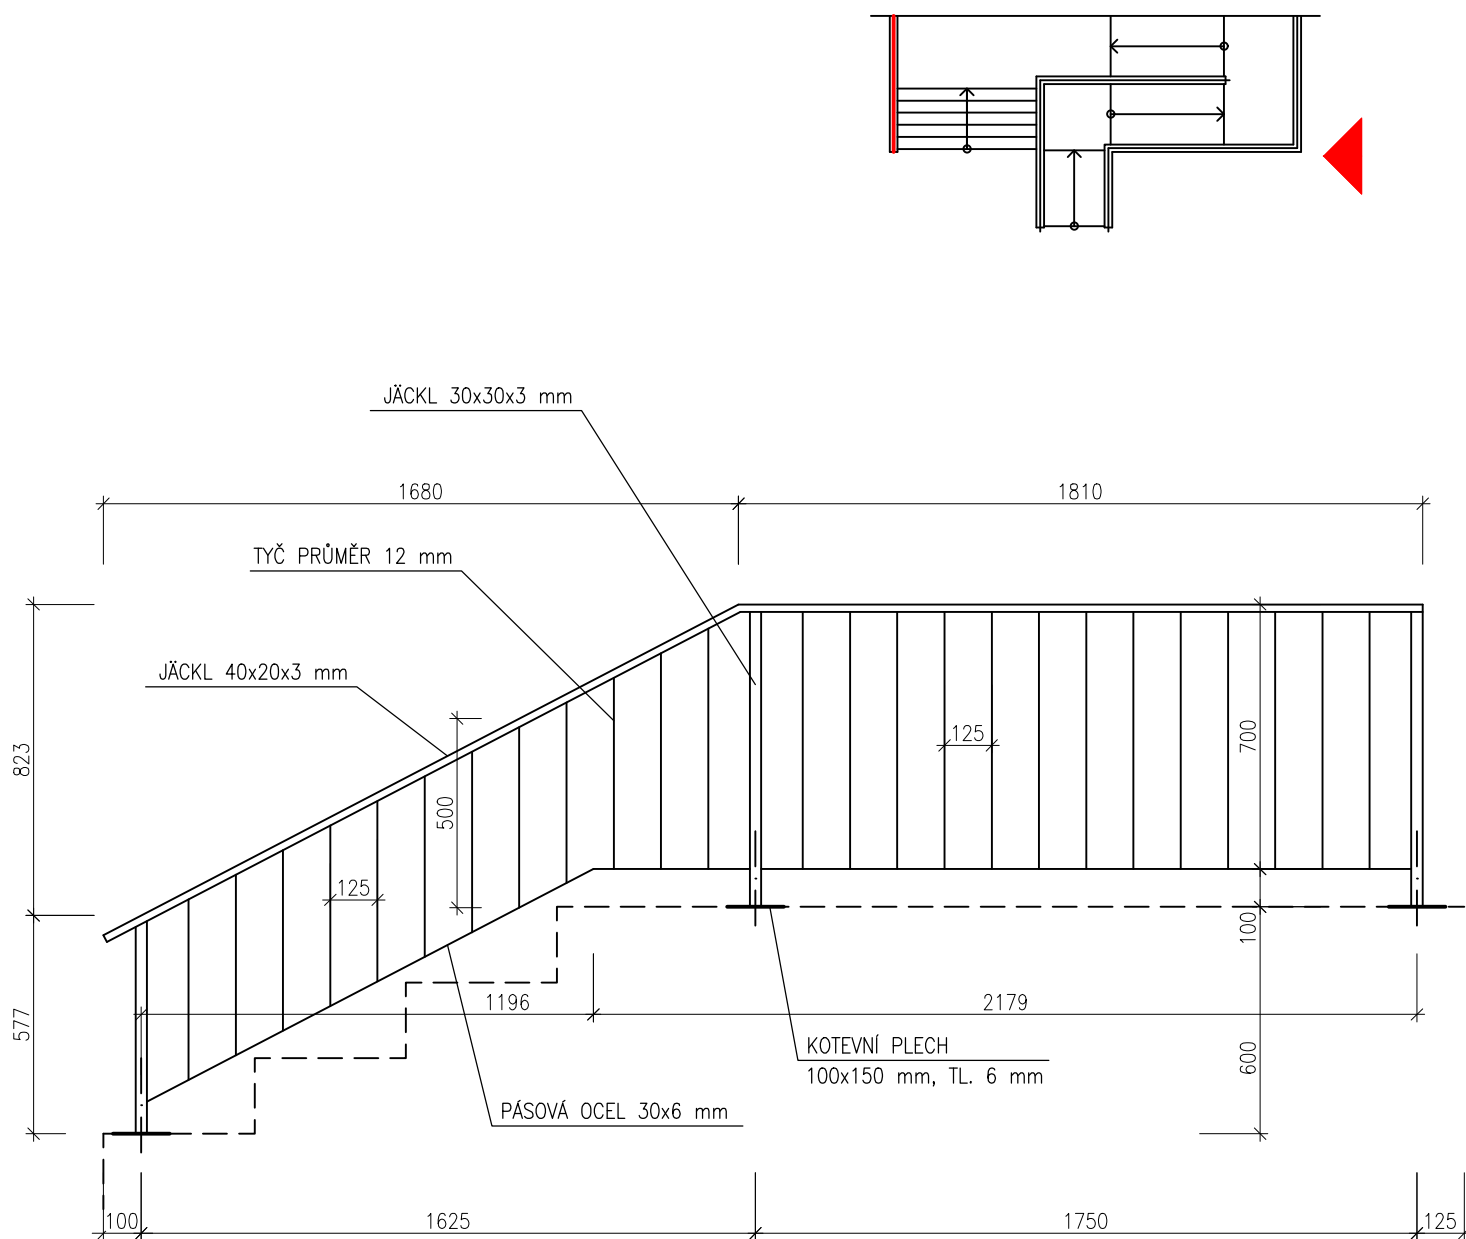 JÄCKL 30x30x3 mm
1680
1810
TYČ PRŮMĚR 12 mm
JÄCKL 40x20x3 mm
823
500
125
125
700
577
1196
2179
100
600
KOTEVNÍ PLECH
100x150 mm, TL. 6 mm
PÁSOVÁ OCEL 30x6 mm
100
1625
1750
125